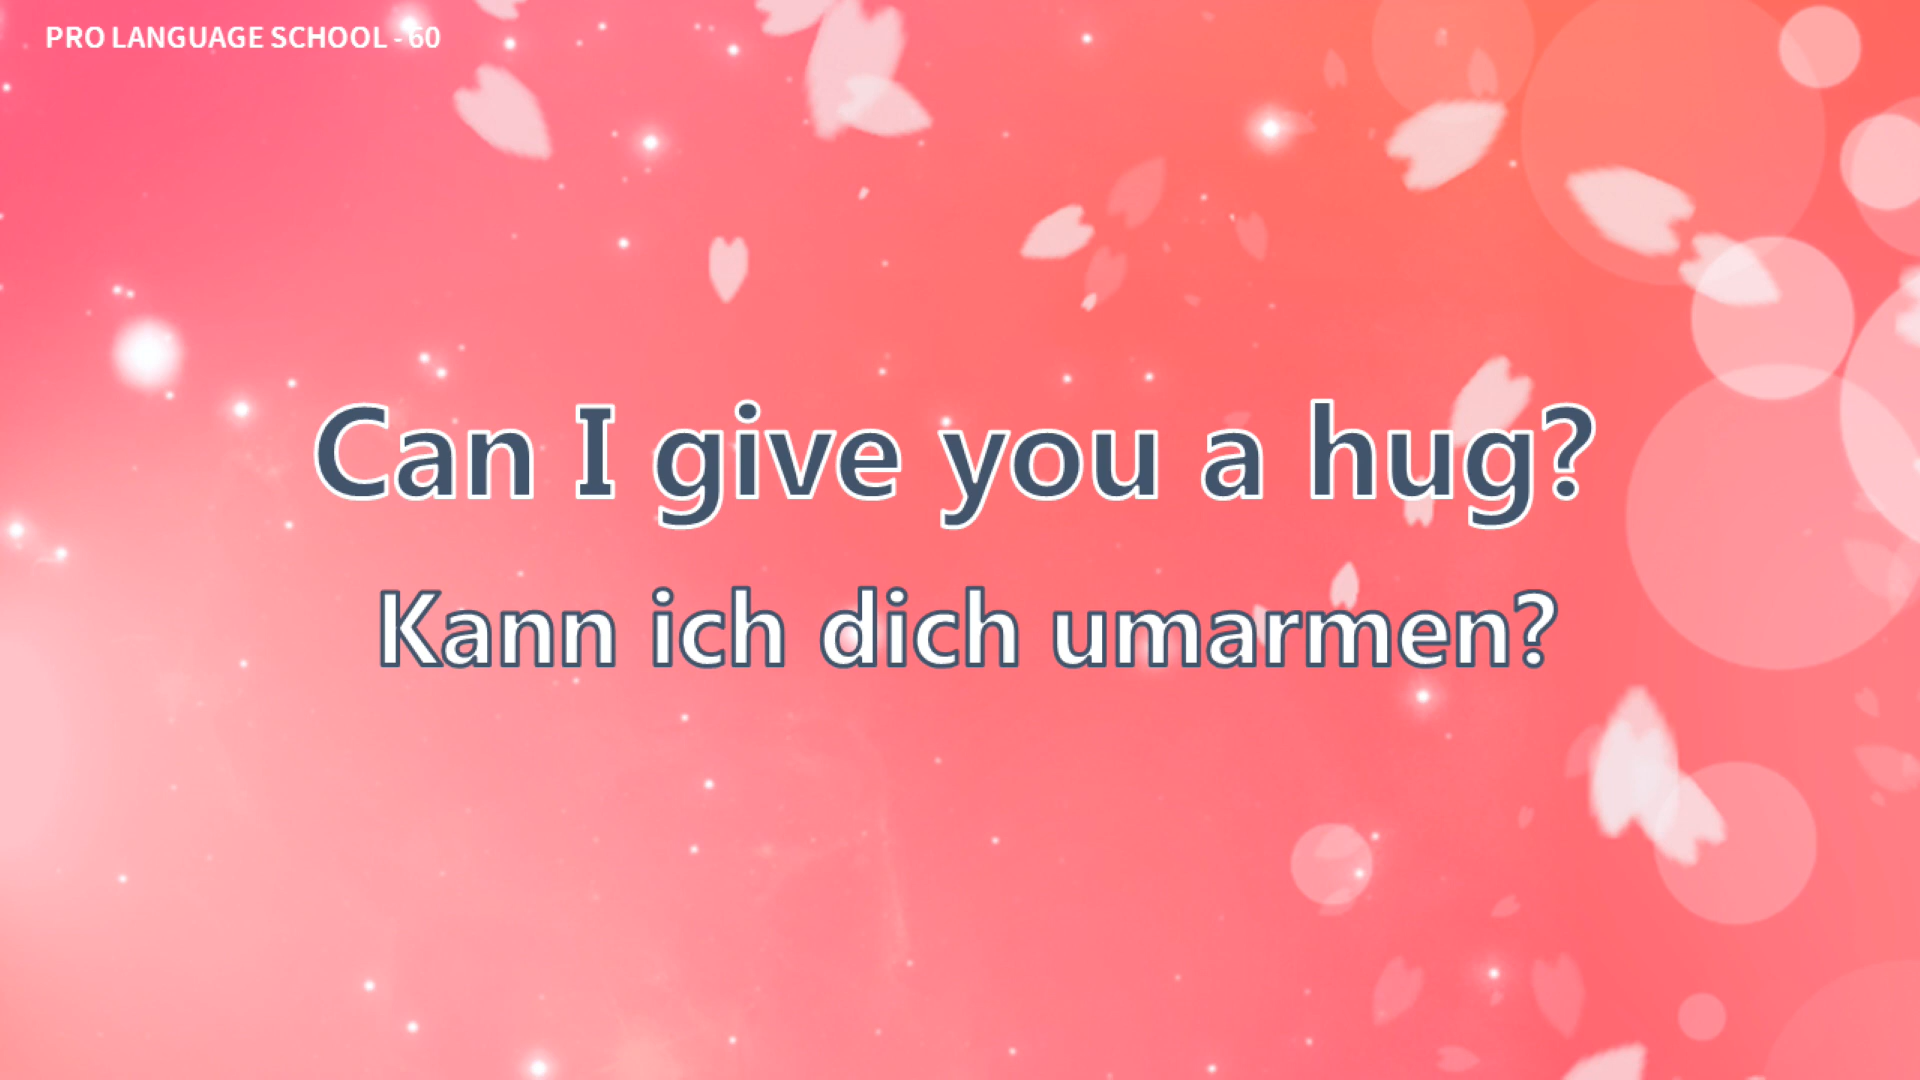 PRO LANGUAGE SCHOOL - 60
Can I give you a hug?
Kann ich dich umarmen?